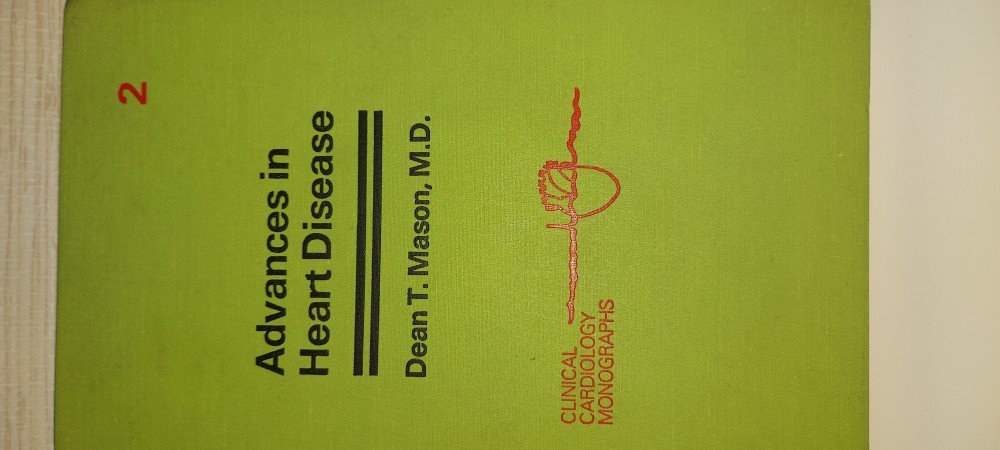 2
Advances in
Heart Disease
Dean T. Mason, M.D.
CLINICAL
CARDIOLOGY
MONOGRAPHS